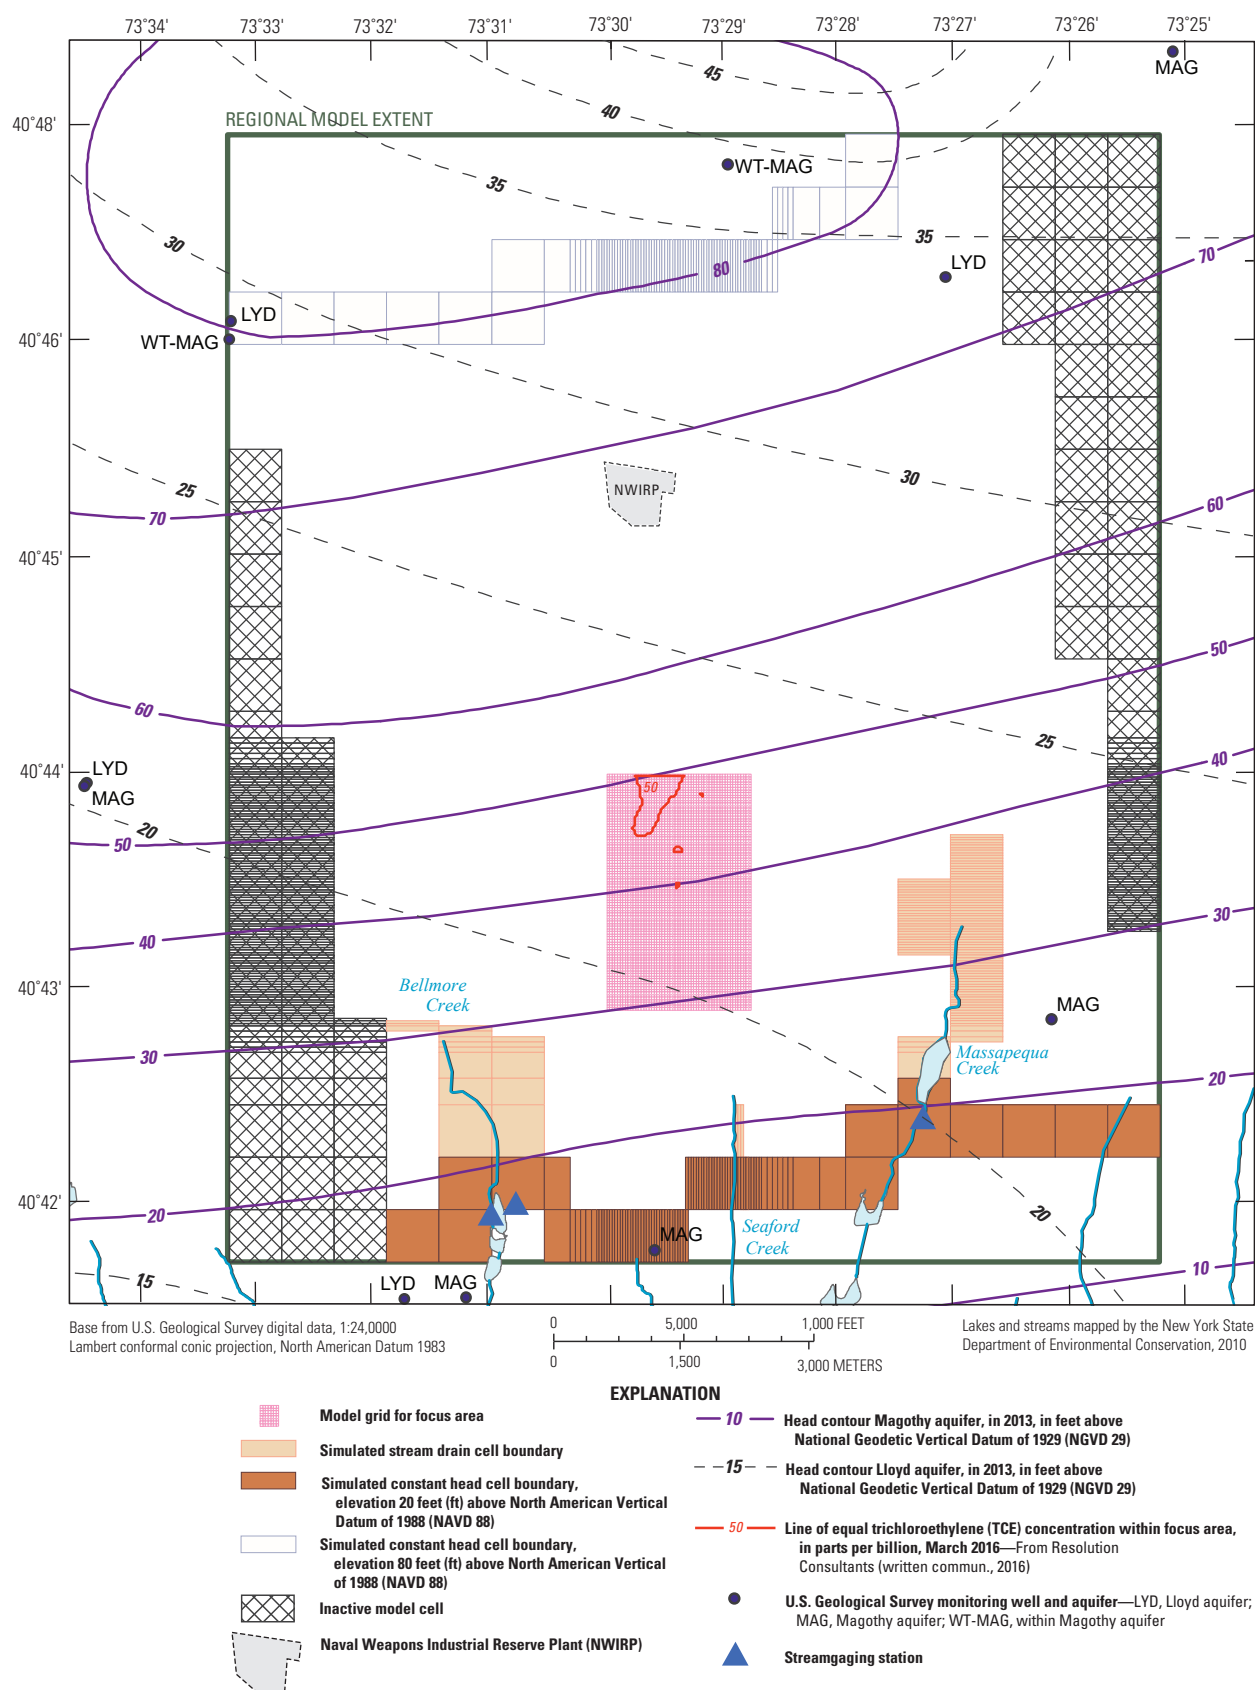 73°34' 73°33' 73°32' 73°31' 73°30' 73°29' 73°28' 73°27' 73°26' 73°25'
MAG
45
40
40°48'
REGIONAL MODEL EXTENT
WT-MAG
35
35
30
70
LYD
80
LYD
40°46'
WT-MAG
25
NWIRP
30
70
60
40°45'
50
60
25
40
40°44'
LYD
MAG
50
20
50
30
40
Bellmore
Creek
40°43'
MAG
30
Massapequa
Creek
20
40°42'
20
20
Seaford
Creek
MAG
10
15
LYD
MAG
Base from U.S. Geological Survey digital data, 1:24,0000
Lambert conformal conic projection, North American Datum 1983
0 5,000 1,000 FEET
0 1,500 3,000 METERS
Lakes and streams mapped by the New York State
Department of Environmental Conservation, 2010
EXPLANATION
Model grid for focus area
Simulated stream drain cell boundary
Simulated constant head cell boundary,
elevation 20 feet (ft) above North American Vertical
Datum of 1988 (NAVD 88)
Simulated constant head cell boundary,
elevation 80 feet (ft) above North American Vertical
of 1988 (NAVD 88)
Inactive model cell
Naval Weapons Industrial Reserve Plant (NWIRP)
10 Head contour Magothy aquifer, in 2013, in feet above
National Geodetic Vertical Datum of 1929 (NGVD 29)
15 Head contour Lloyd aquifer, in 2013, in feet above
National Geodetic Vertical Datum of 1929 (NGVD 29)
50 Line of equal trichloroethylene (TCE) concentration within focus area,
in parts per billion, March 2016—From Resolution
Consultants (written commun., 2016)
U.S. Geological Survey monitoring well and aquifer—LYD, Lloyd aquifer;
MAG, Magothy aquifer; WT-MAG, within Magothy aquifer
Streamgaging station